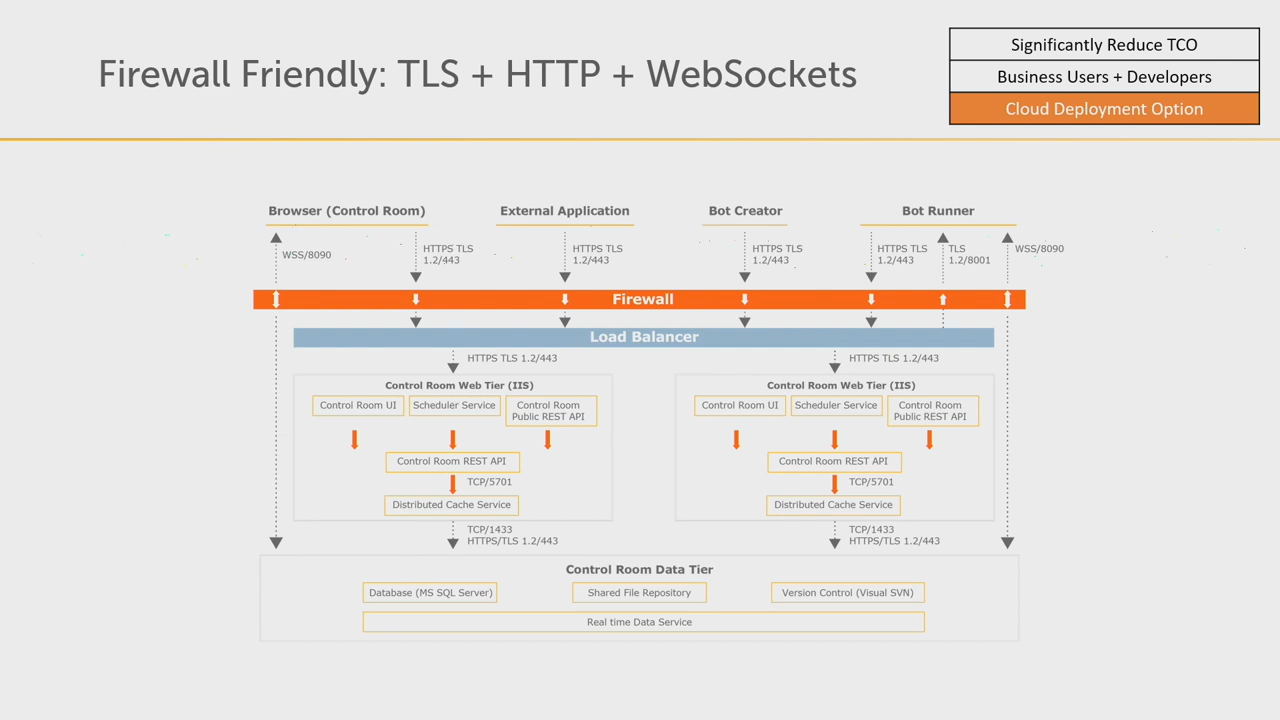 Firewall Friendly: TLS + HTTP + WebSockets
Significantly Reduce TCO
Business Users + Developers
Cloud Deployment Option
Browser (Control Room)
External Application
Bot Creator
Bot Runner
WSS/8090
HTTPS TLS
1.2/443
HTTPS TLS
1.2/443
HTTPS TLS
1.2/443
HTTPS TLS
1.2/443
TLS
1.2/8001
WSS/8090
Firewall
Load Balancer
HTTPS TLS 1.2/443
HTTPS TLS 1.2/443
Control Room Web Tier (IIS)
Control Room UI
Scheduler Service
Control Room
Public REST API
Control Room REST API
TCP/5701
Distributed Cache Service
Control Room Web Tier (IIS)
Control Room UI
Scheduler Service
Control Room
Public REST API
Control Room REST API
TCP/5701
Distributed Cache Service
TCP/1433
HTTPS/TLS 1.2/443
TCP/1433
HTTPS/TLS 1.2/443
Control Room Data Tier
Database (MS SQL Server)
Shared File Repository
Version Control (Visual SVN)
Real time Data Service